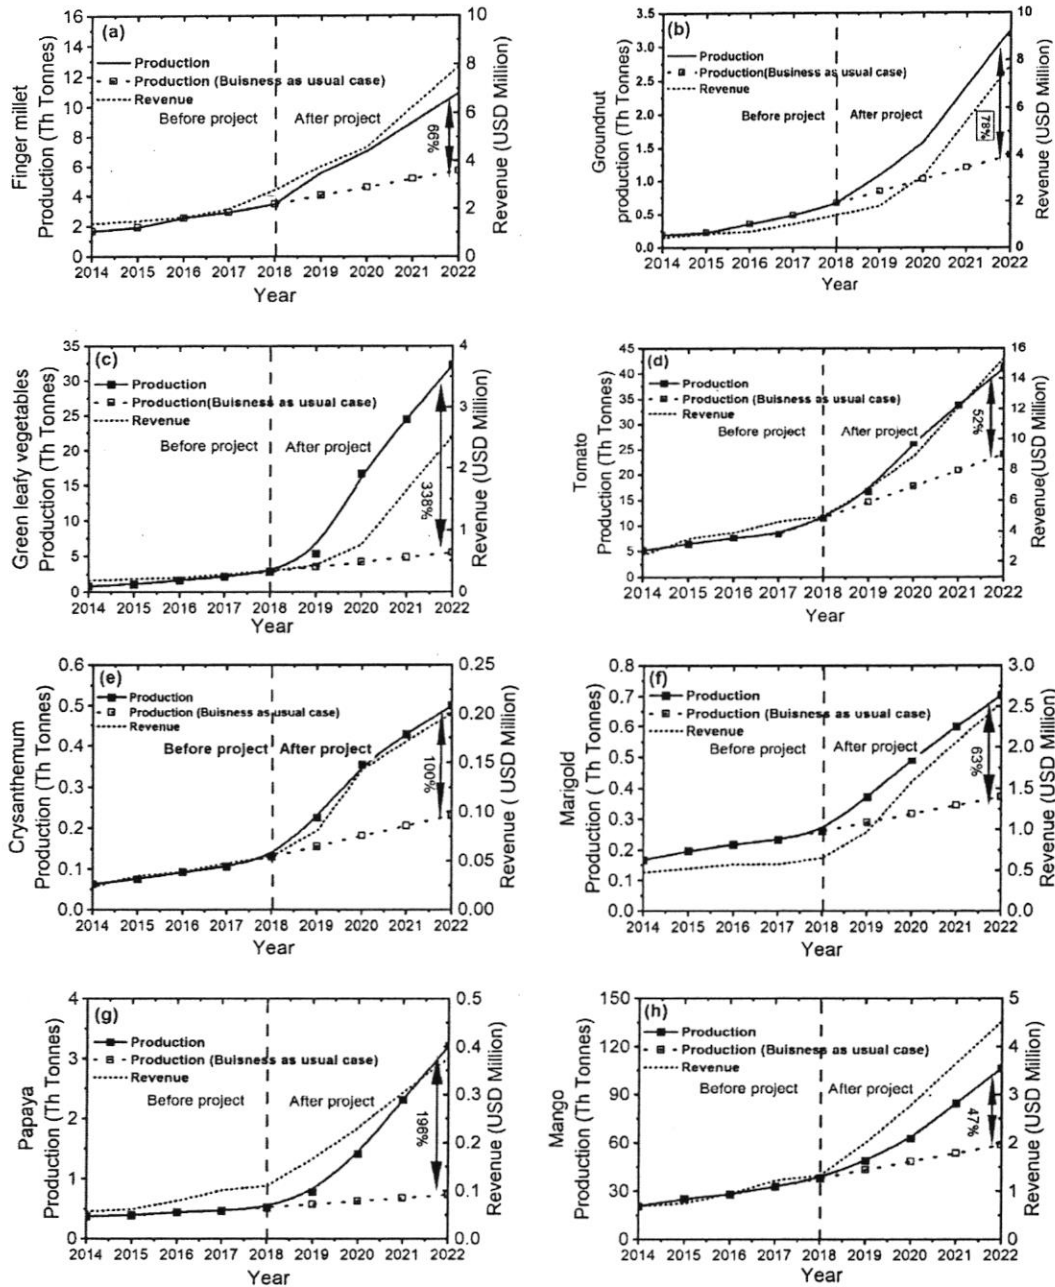 (a)
Production
Production (Buisness as usual case)
Revenue
Before project
After project
66%
Finger millet
Production (Th Tonnes)
16
14
12
10
8
6
4
2
0
Revenue (USD Million)
10
8
6
4
2
0
2014 2015 2016 2017 2018 2019 2020 2021 2022
Year
(b)
Production
Production(Business as usual case)
Revenue
Before project
After project
78%
Groundnut
production (Th Tonnes)
3.5
3.0
2.5
2.0
1.5
1.0
0.5
0.0
Revenue (USD Million)
10
8
6
4
2
0
2014 2015 2016 2017 2018 2019 2020 2021 2022
Year
(c)
Production
Production(Buisness as usual case)
Revenue
Before project
After project
338%
Green leafy vegetables
Production (Th Tonnes)
35
30
25
20
15
10
5
0
Revenue (USD Million)
4
3
2
1
0
2014 2015 2016 2017 2018 2019 2020 2021 2022
Year
(d)
Production
Production (Buisness as usual case)
Revenue
Before project
After project
52%
Tomato
Production (Th Tonnes)
45
40
35
30
25
20
15
10
5
0
Revenue(USD Million)
16
14
12
10
8
6
4
2
2014 2015 2016 2017 2018 2019 2020 2021 2022
Year
(e)
Production
Production (Buisness as usual case)
Revenue
Before project
After project
100%
Crysanthemum
Production (Th Tonnes)
0.6
0.5
0.4
0.3
0.2
0.1
0.0
Revenue ( USD Million)
0.25
0.20
0.15
0.10
0.05
0.00
2014 2015 2016 2017 2018 2019 2020 2021 2022
Year
(f)
Production
Production (Buisness as usual case)
Revenue
Before project
After project
63%
Marigold
Production ( Th Tonnes)
0.8
0.7
0.6
0.5
0.4
0.3
0.2
0.1
0.0
Revenue ( USD Million)
3.0
2.5
2.0
1.5
1.0
0.5
0.0
2014 2015 2016 2017 2018 2019 2020 2021 2022
Year
(g)
Production
Production (Buisness as usual case)
Revenue
Before project
After project
196%
Papaya
Production (Th Tonnes)
4
3
2
1
0
Revenue (USD Million)
0.5
0.4
0.3
0.2
0.1
0.0
2014 2015 2016 2017 2018 2019 2020 2021 2022
Year
(h)
Production
Production (Buisness as usual case)
Revenue
Before project
After project
47%
Mango
Production (Th Tonnes)
150
120
90
60
30
0
Revenue (USD Million)
5
4
3
2
1
0
2014 2015 2016 2017 2018 2019 2020 2021 2022
Year